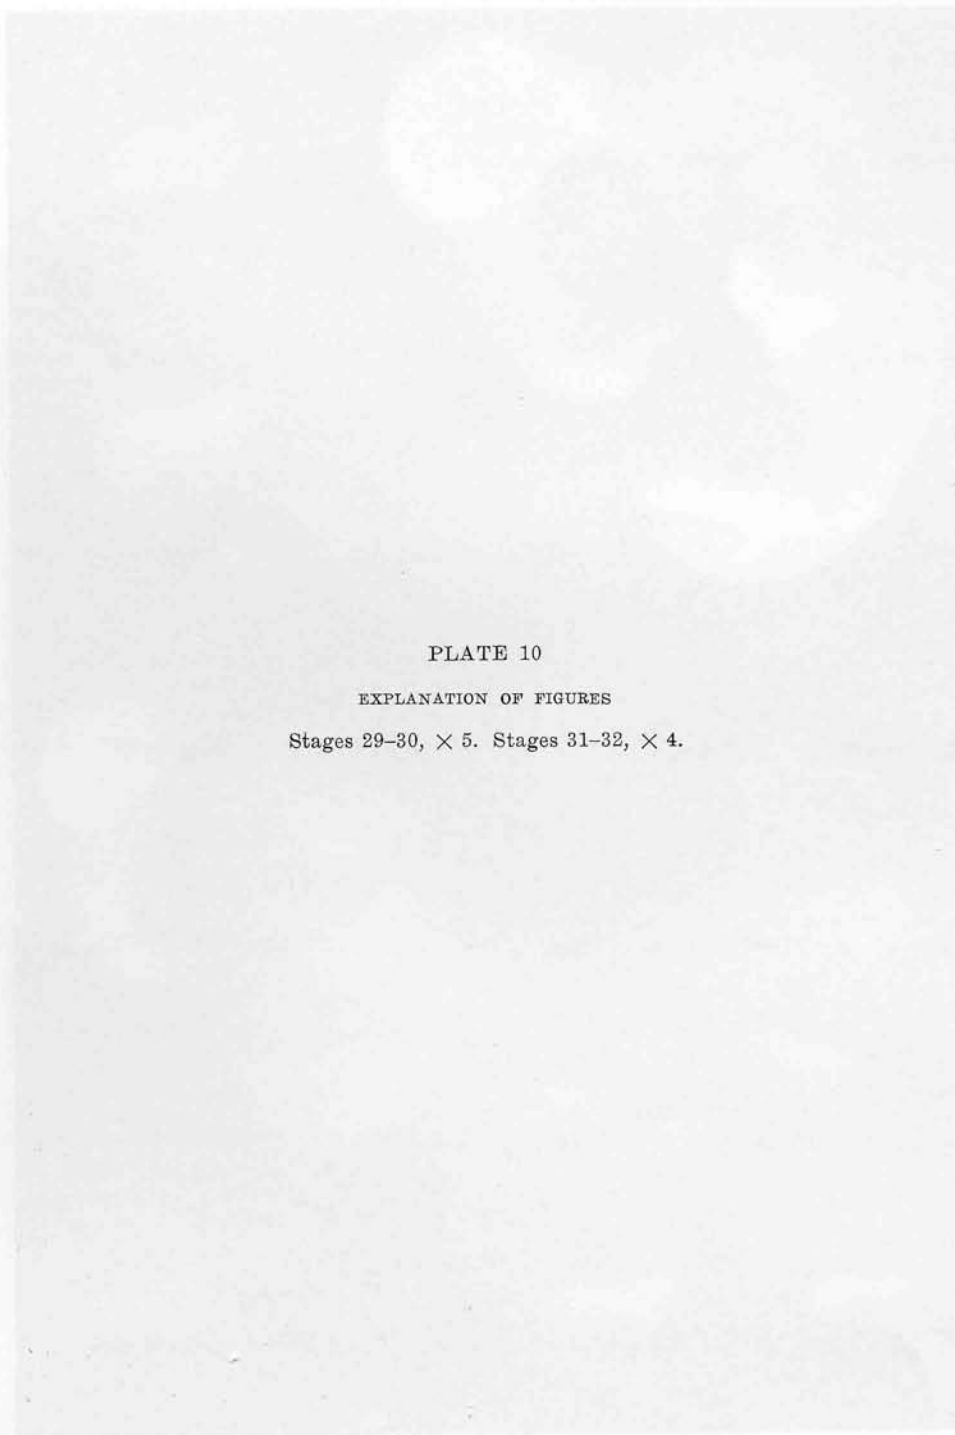 PLATE 10
EXPLANATION OF FIGURES
Stages 29–30, × 5. Stages 31–32, × 4.